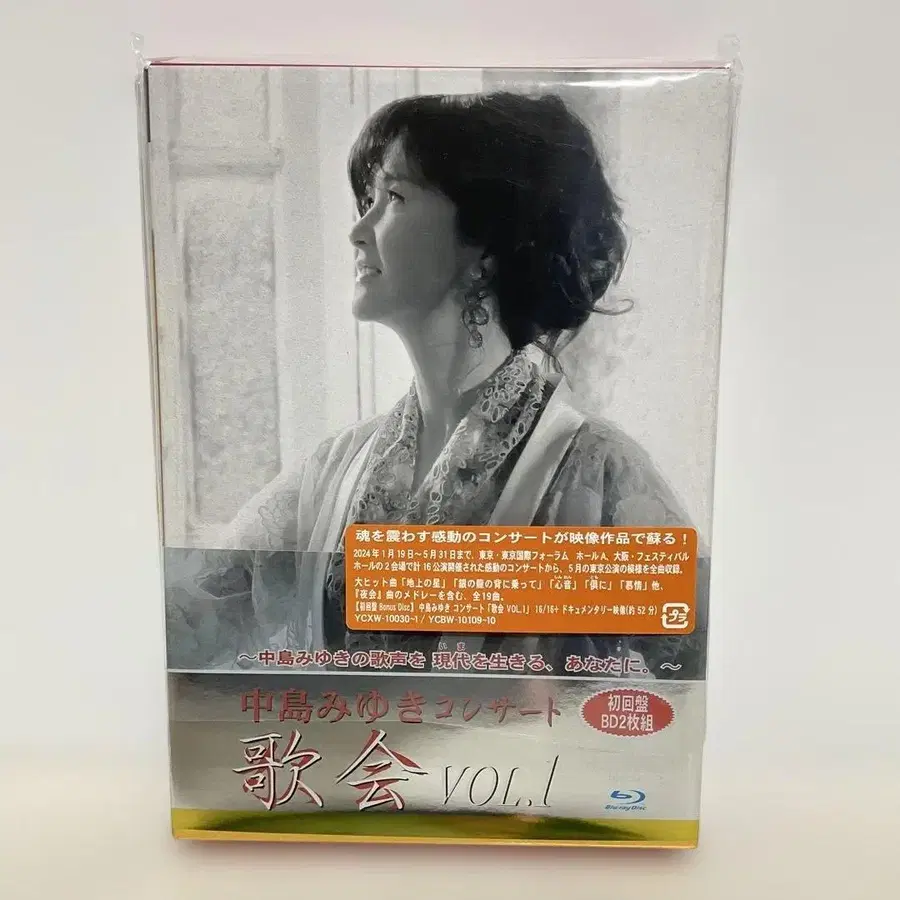 魂を震わす感動のコンサートが映像作品で蘇る!
2024年1月19日~5月31日まで、東京・東京国際フォーラム ホールA、大阪・フェスティバル
ホールの2会場で計16公演開催された感動のコンサートから、5月の東京公演の模様を全曲収録。
大ヒット曲「地上の星」「銀の龍の背に乗って」「心音」「倶に」「慕情」他、
『夜会』曲のメドレーを含む、全19曲。
【初回盤 Bonus Disc】 中島みゆき コンサート「歌会 VOL.1」 16/16+ ドキュメンタリー映像(約52分)
YCXW-10030~1 / YCBW-10109~10
プラ
~中島みゆきの歌声を 現代を生きる、あなたに。~
いま
中島みゆきコンサート
初回盤
BD2枚組
歌会 VOL.1
Blu-ray Disc